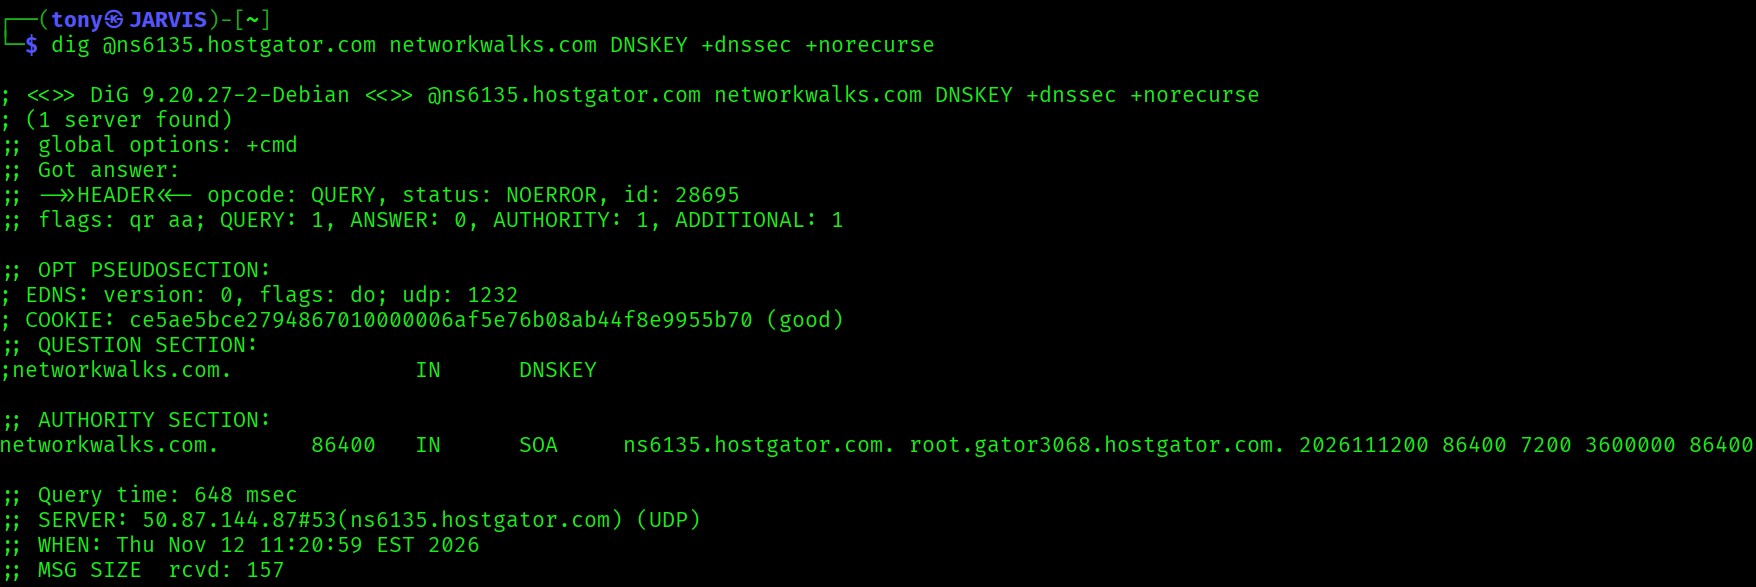 ┌──(tony㉿JARVIS)-[~]
└─$ dig @ns6135.hostgator.com networkwalks.com DNSKEY +dnssec +norecurse
; <<>> DiG 9.20.27-2-Debian <<>> @ns6135.hostgator.com networkwalks.com DNSKEY +dnssec +norecurse
; (1 server found)
;; global options: +cmd
;; Got answer:
;; ->>HEADER<<- opcode: QUERY, status: NOERROR, id: 28695
;; flags: qr aa; QUERY: 1, ANSWER: 0, AUTHORITY: 1, ADDITIONAL: 1
;; OPT PSEUDOSECTION:
; EDNS: version: 0, flags: do; udp: 1232
; COOKIE: ce5ae5bce2794867010000006af5e76b08ab44f8e9955b70 (good)
;; QUESTION SECTION:
;networkwalks.com. IN DNSKEY
;; AUTHORITY SECTION:
networkwalks.com. 86400 IN SOA ns6135.hostgator.com. root.gator3068.hostgator.com. 2026111200 86400 7200 3600000 86400
;; Query time: 648 msec
;; SERVER: 50.87.144.87#53(ns6135.hostgator.com) (UDP)
;; WHEN: Thu Nov 12 11:20:59 EST 2026
;; MSG SIZE rcvd: 157